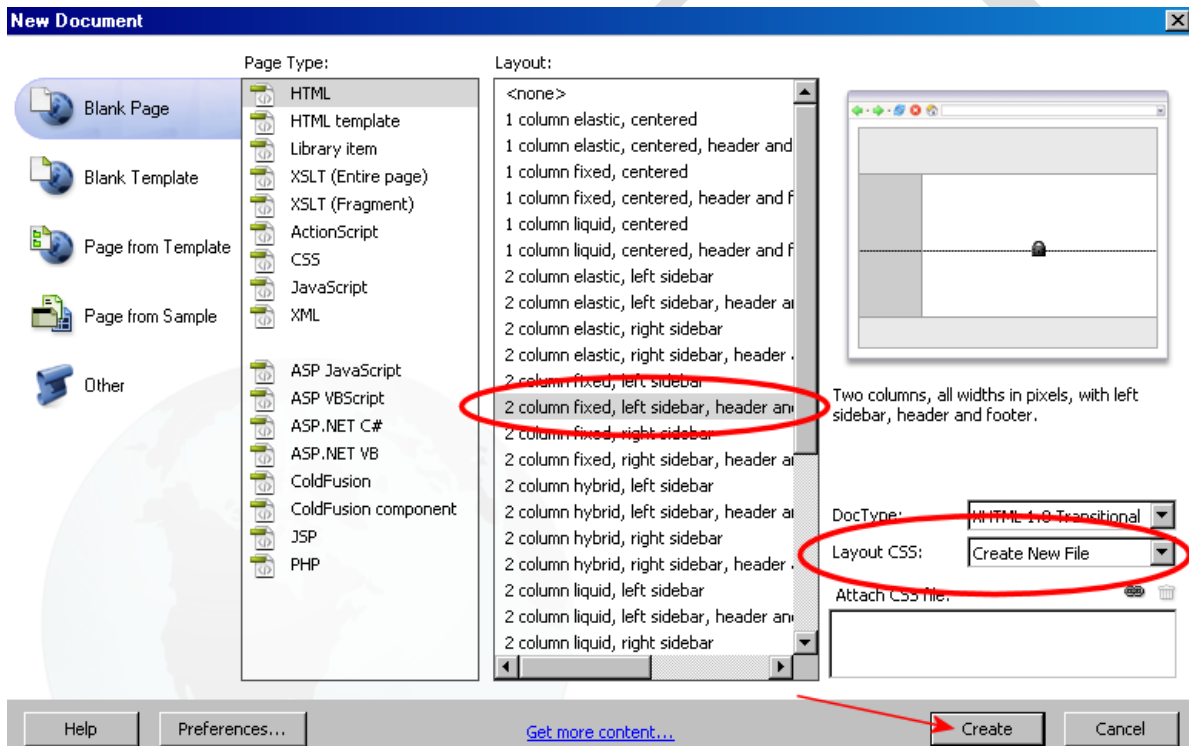 New Document
Blank Page
Blank Template
Page from Template
Page from Sample
Other
Page Type:
HTML
HTML template
Library item
XSLT (Entire page)
XSLT (Fragment)
ActionScript
CSS
JavaScript
XML
ASP JavaScript
ASP VBScript
ASP.NET C#
ASP.NET VB
ColdFusion
ColdFusion component
JSP
PHP
Layout:
<none>
1 column elastic, centered
1 column elastic, centered, header and
1 column fixed, centered
1 column fixed, centered, header and f
1 column liquid, centered
1 column liquid, centered, header and f
2 column elastic, left sidebar
2 column elastic, left sidebar, header ar
2 column elastic, right sidebar
2 column elastic, right sidebar, header
2 column fixed, left sidebar
2 column fixed, left sidebar, header and
2 column fixed, right sidebar
2 column fixed, right sidebar, header ar
2 column hybrid, left sidebar
2 column hybrid, left sidebar, header ar
2 column hybrid, right sidebar
2 column hybrid, right sidebar, header
2 column liquid, left sidebar
2 column liquid, left sidebar, header and
2 column liquid, right sidebar
Two columns, all widths in pixels, with left
sidebar, header and footer.
DocType: XHTML 1.0 Transitional
Layout CSS: Create New File
Attach CSS file:
Help
Preferences...
Get more content...
Create
Cancel